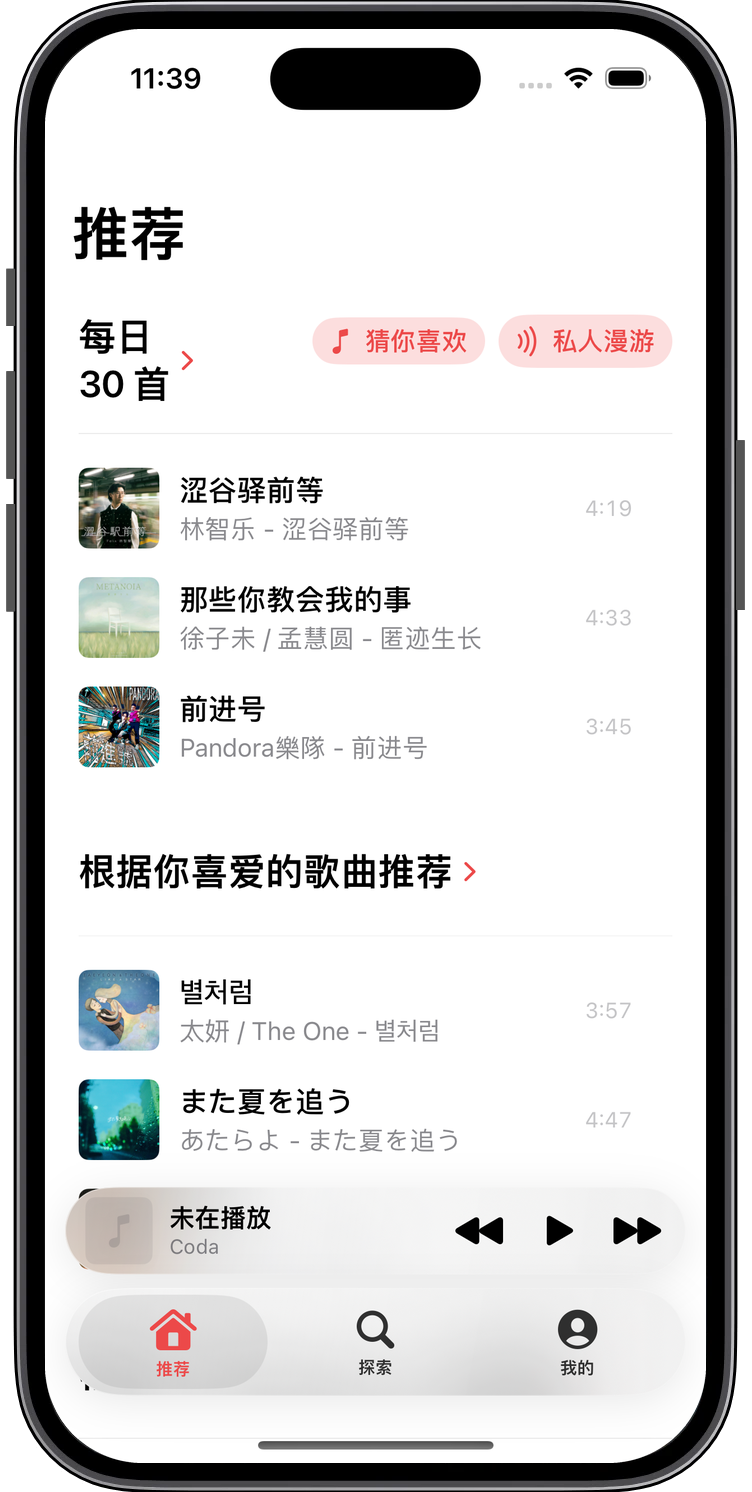 11:39
推荐
每日
30 首
猜你喜欢
私人漫游
涩谷驿前等
林智乐 - 涩谷驿前等
4:19
METANOIA
那些你教会我的事
徐子未 / 孟慧圆 - 匿迹生长
4:33
PANDORA
前进号
Pandora樂隊 - 前进号
3:45
根据你喜爱的歌曲推荐
별처럼
太妍 / The One - 별처럼
3:57
また夏を追う
あたらよ - また夏を追う
4:47
未在播放
Coda
推荐
探索
我的